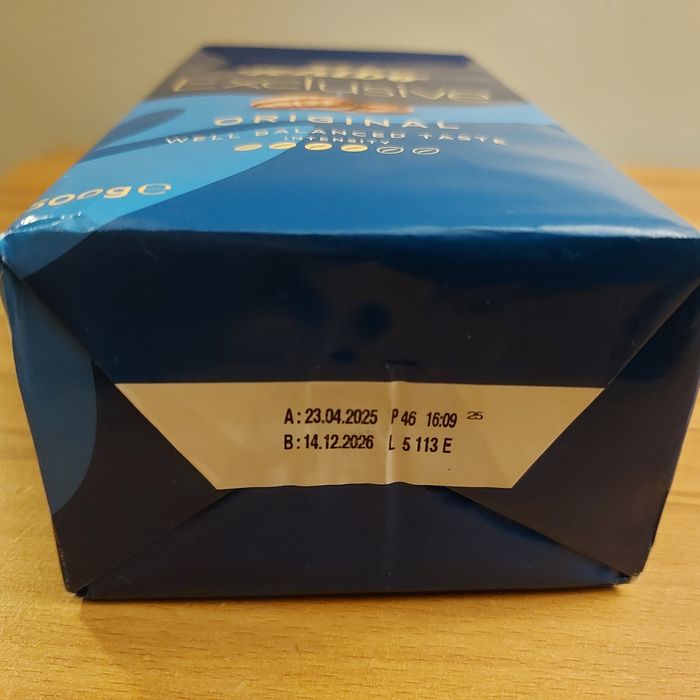 Exclusive
ORIGINAL
WELL BALANCED TASTE
INTENSITY
500g ℮
A: 23.04.2025 P 46 16:09 25
B: 14.12.2026 L 5 113 E